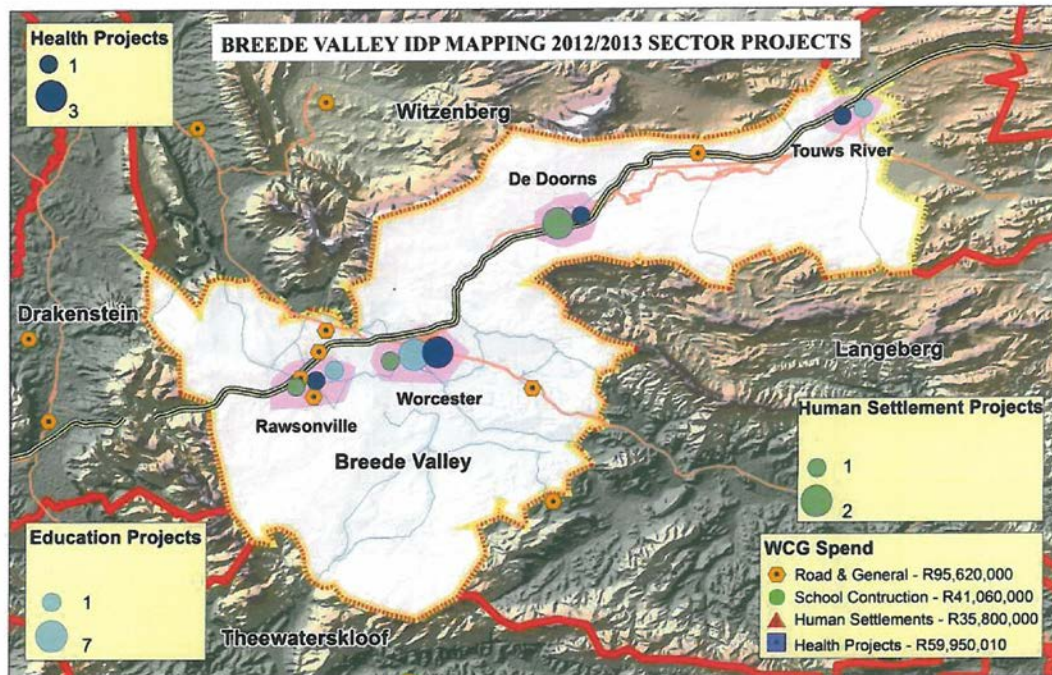 BREEDE VALLEY IDP MAPPING 2012/2013 SECTOR PROJECTS
Health Projects
1
3
Witzenberg
Touws River
De Doorns
Drakenstein
Langeberg
Worcester
Rawsonville
Breede Valley
Human Settlement Projects
1
2
Education Projects
1
7
Theewaterskloof
WCG Spend
Road & General - R95,620,000
School Contruction - R41,060,000
Human Settlements - R35,800,000
Health Projects - R59,950,010